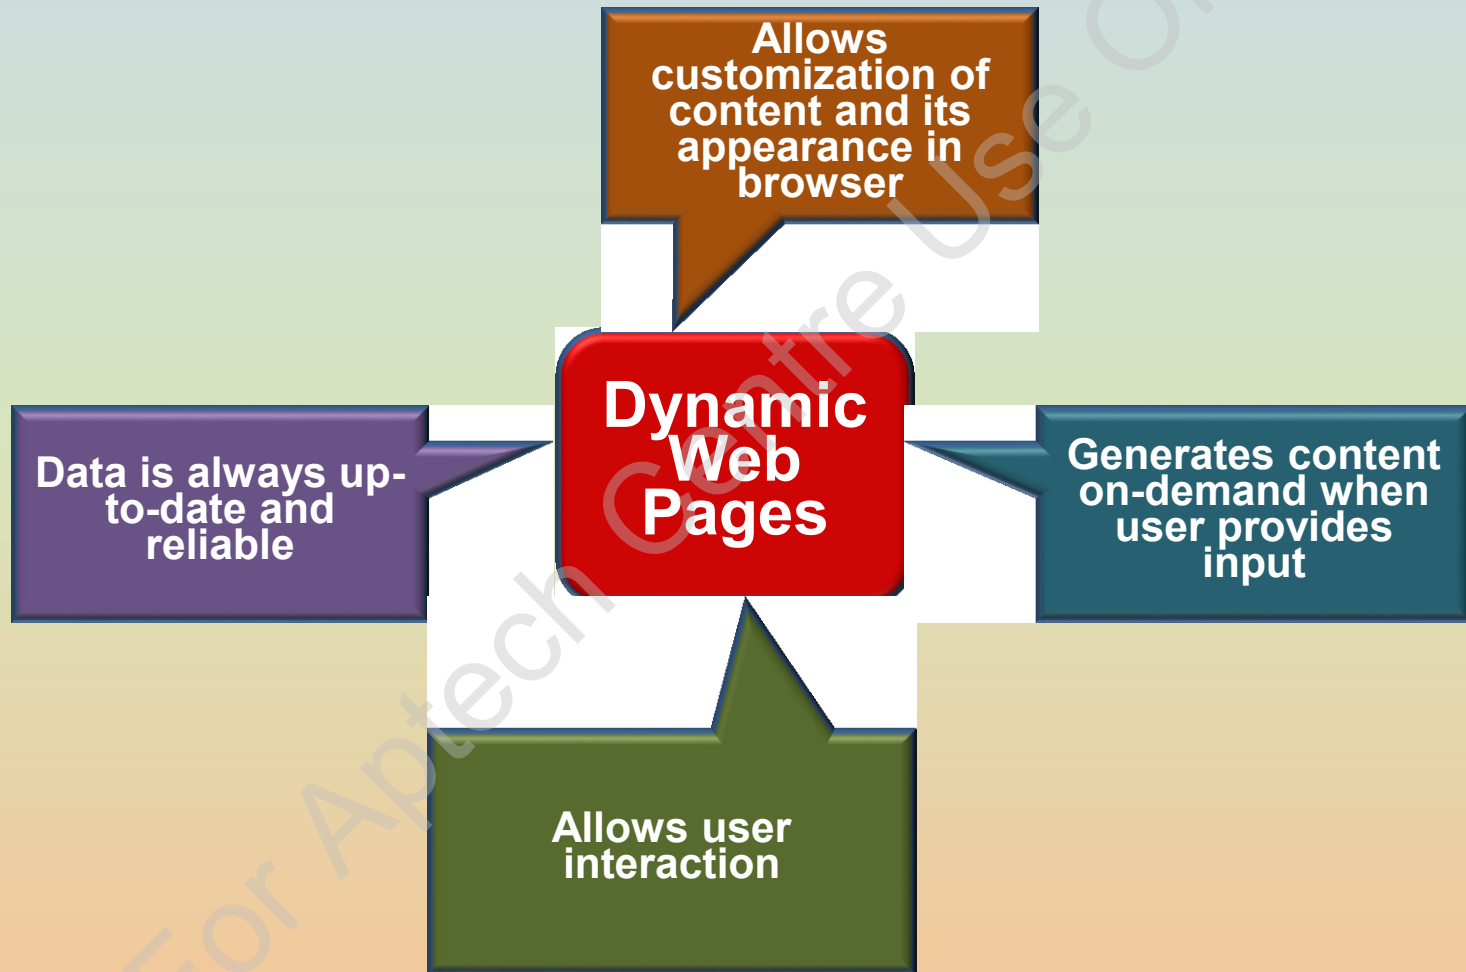 Allows
customization of
content and its
appearance in
browser
Dynamic
Web
Pages
Data is always up-
to-date and
reliable
Generates content
on-demand when
user provides
input
Allows user
interaction
For Aptech Centre Use